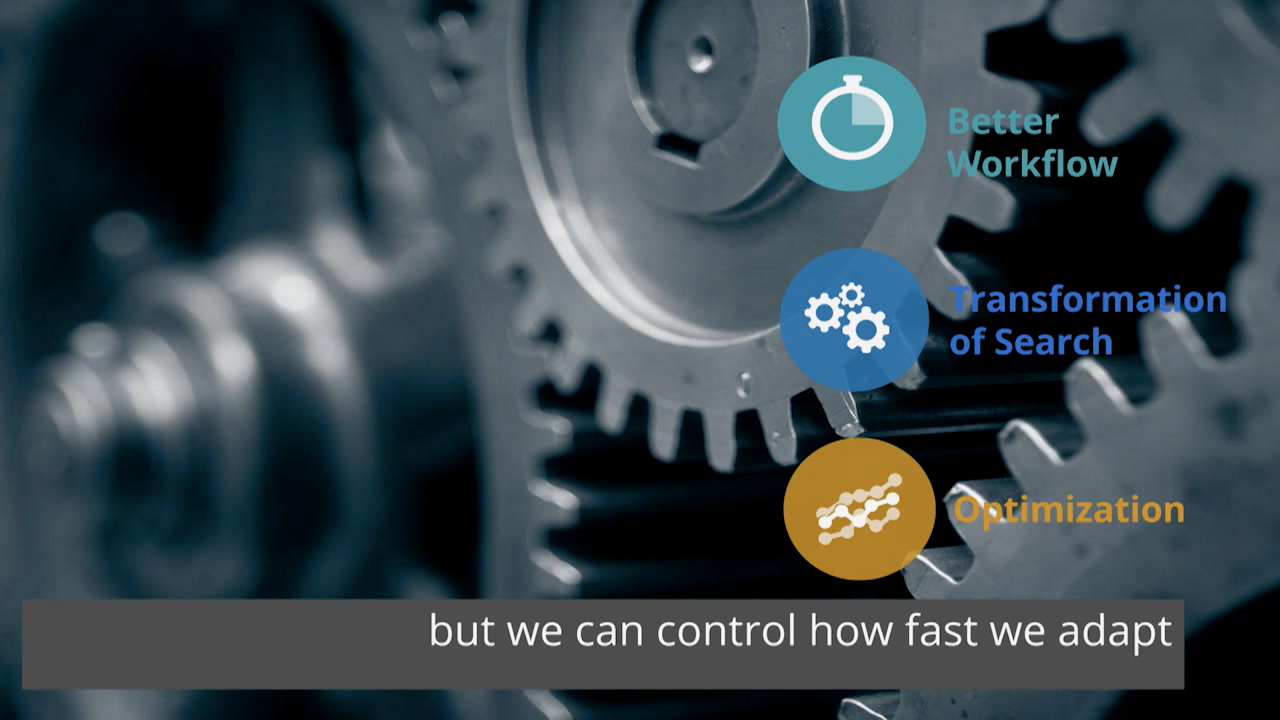 Better
Workflow
Transformation
of Search
Optimization
but we can control how fast we adapt